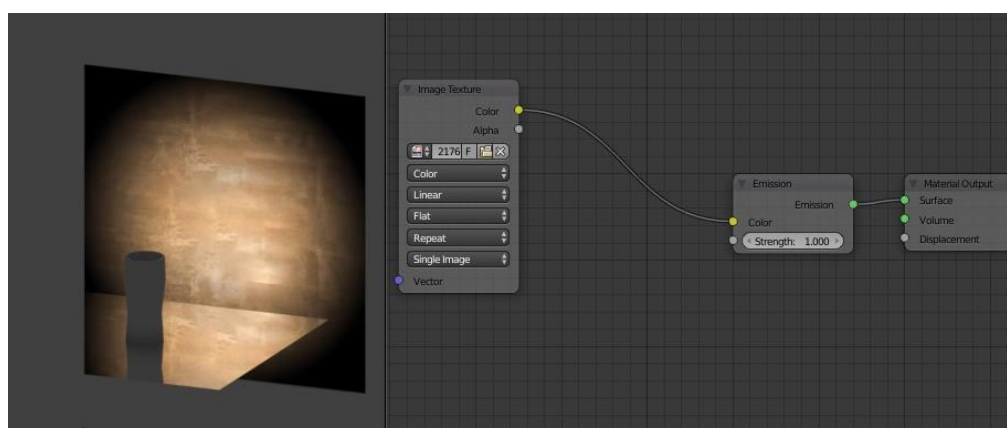 Image Texture
Color
Alpha
2176 F
Color
Linear
Flat
Repeat
Single Image
Vector
Emission
Emission
Color
Strength: 1.000
Material Output
Surface
Volume
Displacement